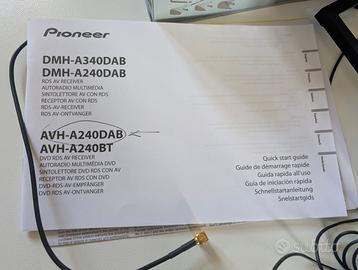 Pioneer
DMH-A340DAB
DMH-A240DAB
RDS AV RECEIVER
AUTORADIO MULTIMÉDIA
SINTOLETTORE AV CON RDS
RECEPTOR AV CON RDS
RDS-AV-RECEIVER
RDS AV-ONTVANGER
AVH-A240DAB
AVH-A240BT
DVD RDS AV RECEIVER
AUTORADIO MULTIMÉDIA DVD
SINTOLETTORE DVD RDS CON AV
RECEPTOR AV RDS CON DVD
DVD-RDS-AV-EMPFÄNGER
DVD RDS AV-ONTVANGER
Quick start guide
Guide de démarrage rapide
Guida rapida all'uso
Guía de iniciación rápida
Schnellstartanleitung
Snelstartgids
subito